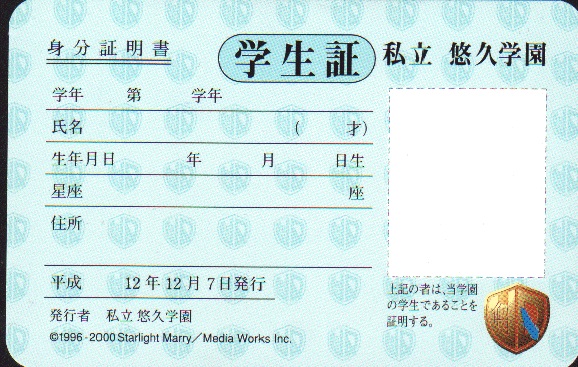 身分証明書
学生証 私立 悠久学園
学年 第 学年
氏名 ( 才)
生年月日 年 月 日生
星座 座
住所
平成 12年12月7日発行
発行者 私立悠久学園
©1996-2000 Starlight Marry／Media Works Inc.
上記の者は、当学園
の学生であることを
証明する。